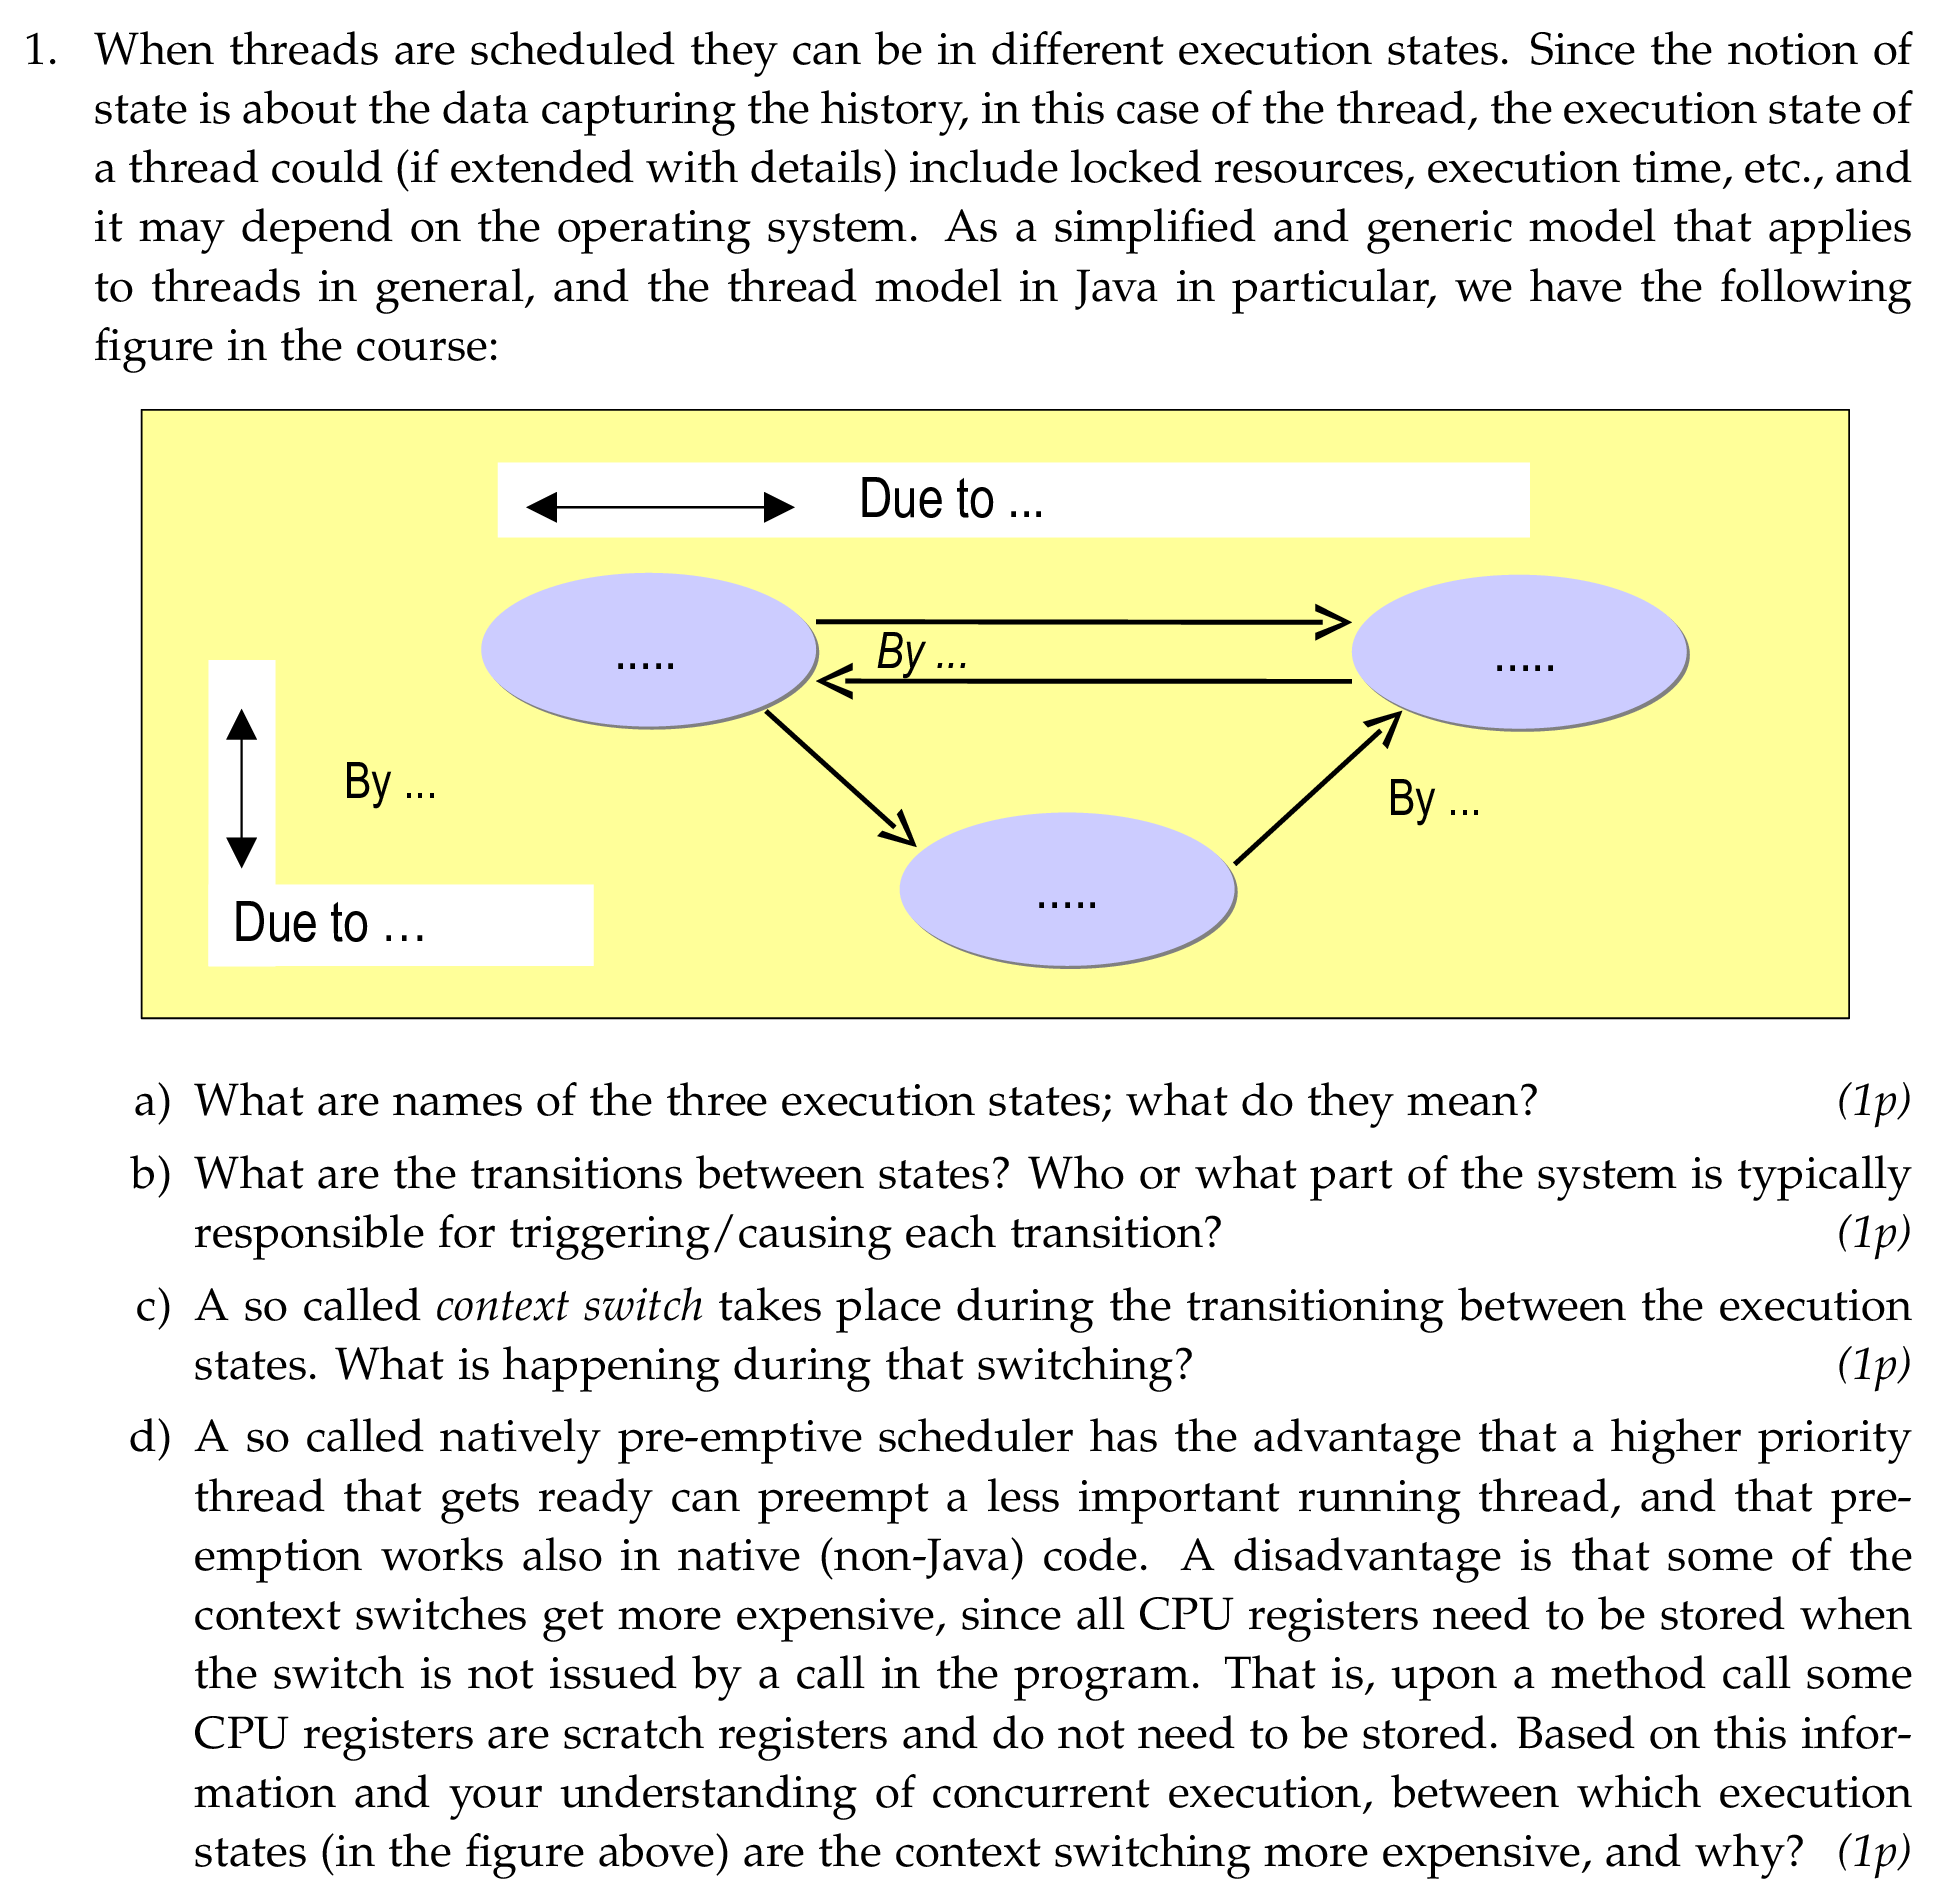 1. When threads are scheduled they can be in different execution states. Since the notion of
state is about the data capturing the history, in this case of the thread, the execution state of
a thread could (if extended with details) include locked resources, execution time, etc., and
it may depend on the operating system. As a simplified and generic model that applies
to threads in general, and the thread model in Java in particular, we have the following
figure in the course:
Due to ...
.....
By ...
.....
By ...
By ...
.....
Due to ...
a) What are names of the three execution states; what do they mean? (1p)
b) What are the transitions between states? Who or what part of the system is typically
responsible for triggering/causing each transition? (1p)
c) A so called context switch takes place during the transitioning between the execution
states. What is happening during that switching? (1p)
d) A so called natively pre-emptive scheduler has the advantage that a higher priority
thread that gets ready can preempt a less important running thread, and that pre-
emption works also in native (non-Java) code. A disadvantage is that some of the
context switches get more expensive, since all CPU registers need to be stored when
the switch is not issued by a call in the program. That is, upon a method call some
CPU registers are scratch registers and do not need to be stored. Based on this infor-
mation and your understanding of concurrent execution, between which execution
states (in the figure above) are the context switching more expensive, and why? (1p)